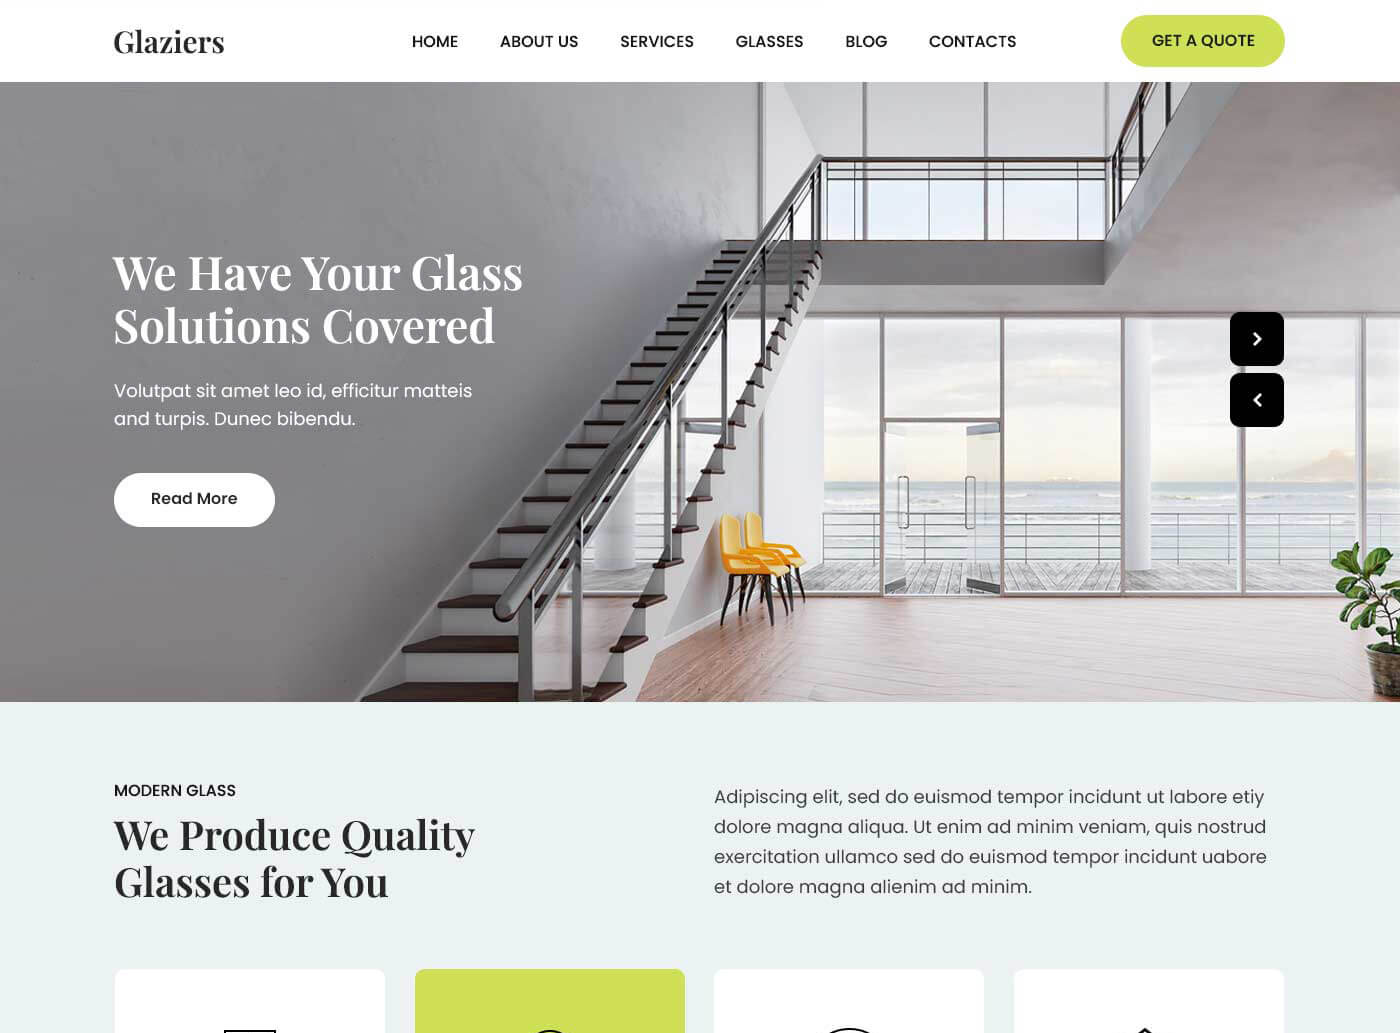 Glaziers
HOME
ABOUT US
SERVICES
GLASSES
BLOG
CONTACTS
GET A QUOTE
We Have Your Glass
Solutions Covered
Volutpat sit amet leo id, efficitur matteis
and turpis. Dunec bibendu.
Read More
MODERN GLASS
We Produce Quality
Glasses for You
Adipiscing elit, sed do euismod tempor incidunt ut labore etiy
dolore magna aliqua. Ut enim ad minim veniam, quis nostrud
exercitation ullamco sed do euismod tempor incidunt uabore
et dolore magna alienim ad minim.